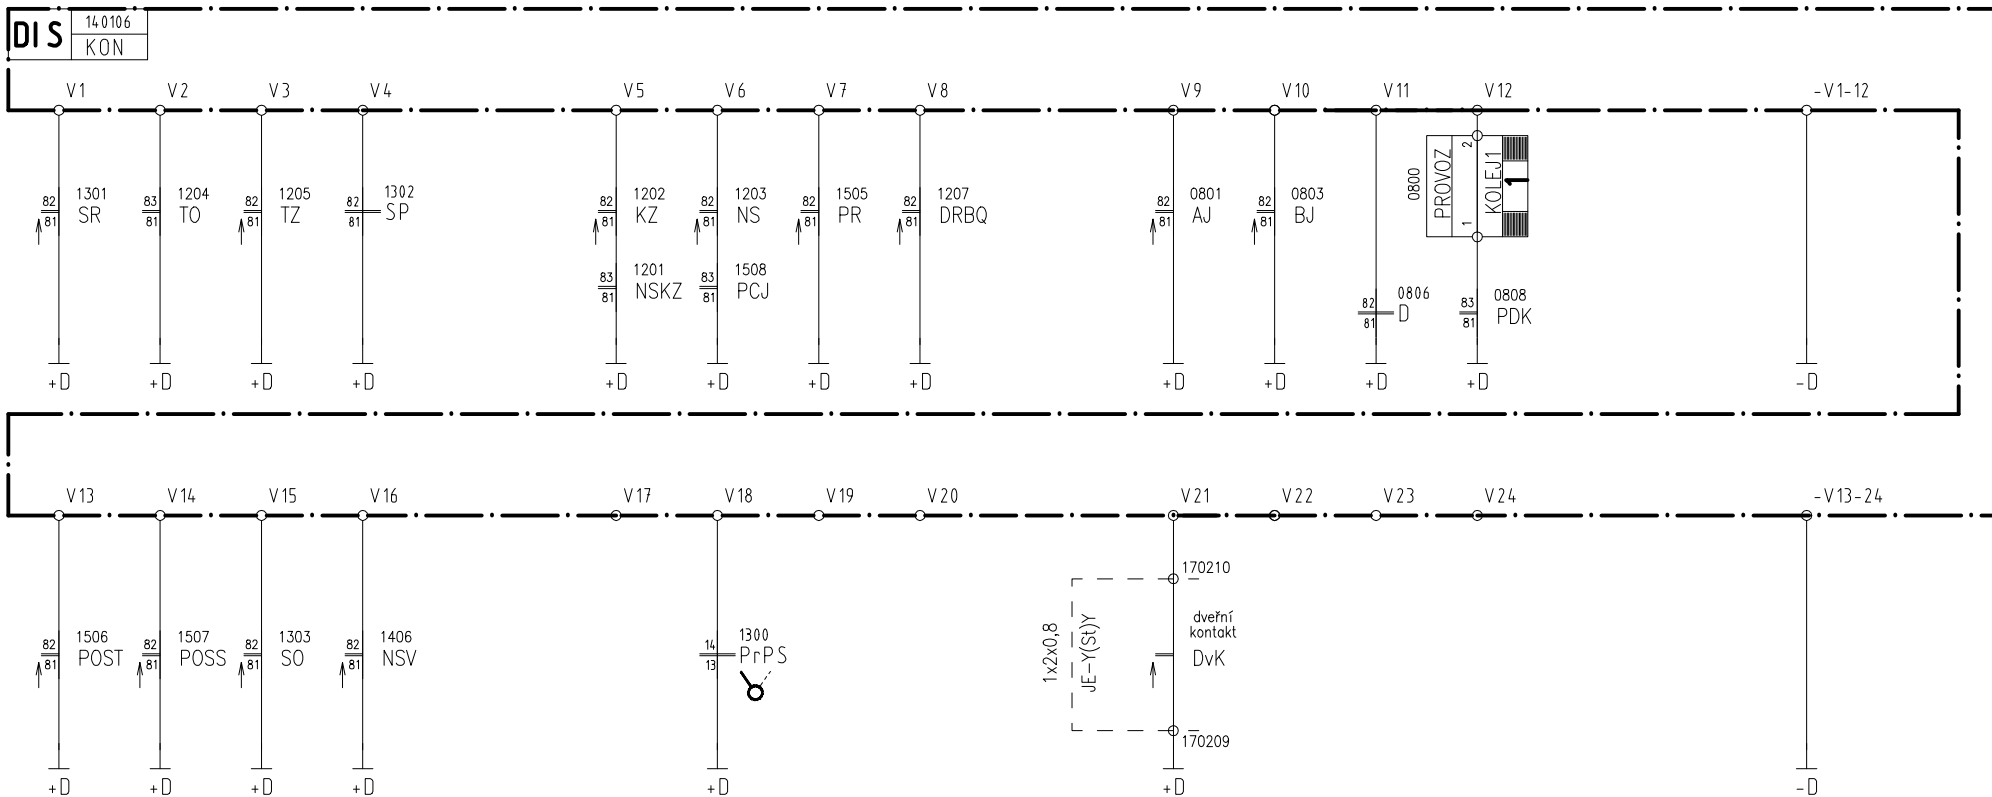 DIS
140106
KON
V1 V2 V3 V4 V5 V6 V7 V8 V9 V10 V11 V12 -V1-12
82 81 1301 SR
83 81 1204 TO
82 81 1205 TZ
82 81 1302 SP
82 81 1202 KZ
82 81 1203 NS
82 81 1505 PR
82 81 1207 DRBQ
82 81 0801 AJ
82 81 0803 BJ
0800
PROVOZ
2
1
KOLEJ1
1
83 81 1201 NSKZ
83 81 1508 PCJ
82 81 0806 D
83 81 0808 PDK
+D +D +D +D +D +D +D +D +D +D +D +D -D
V13 V14 V15 V16 V17 V18 V19 V20 V21 V22 V23 V24 -V13-24
82 81 1506 POST
82 81 1507 POSS
82 81 1303 SO
82 81 1406 NSV
14 13 1300 PrPS
1x2x0,8
JE-Y(St)Y
170210
dveřní
kontakt
DvK
170209
+D +D +D +D +D +D -D